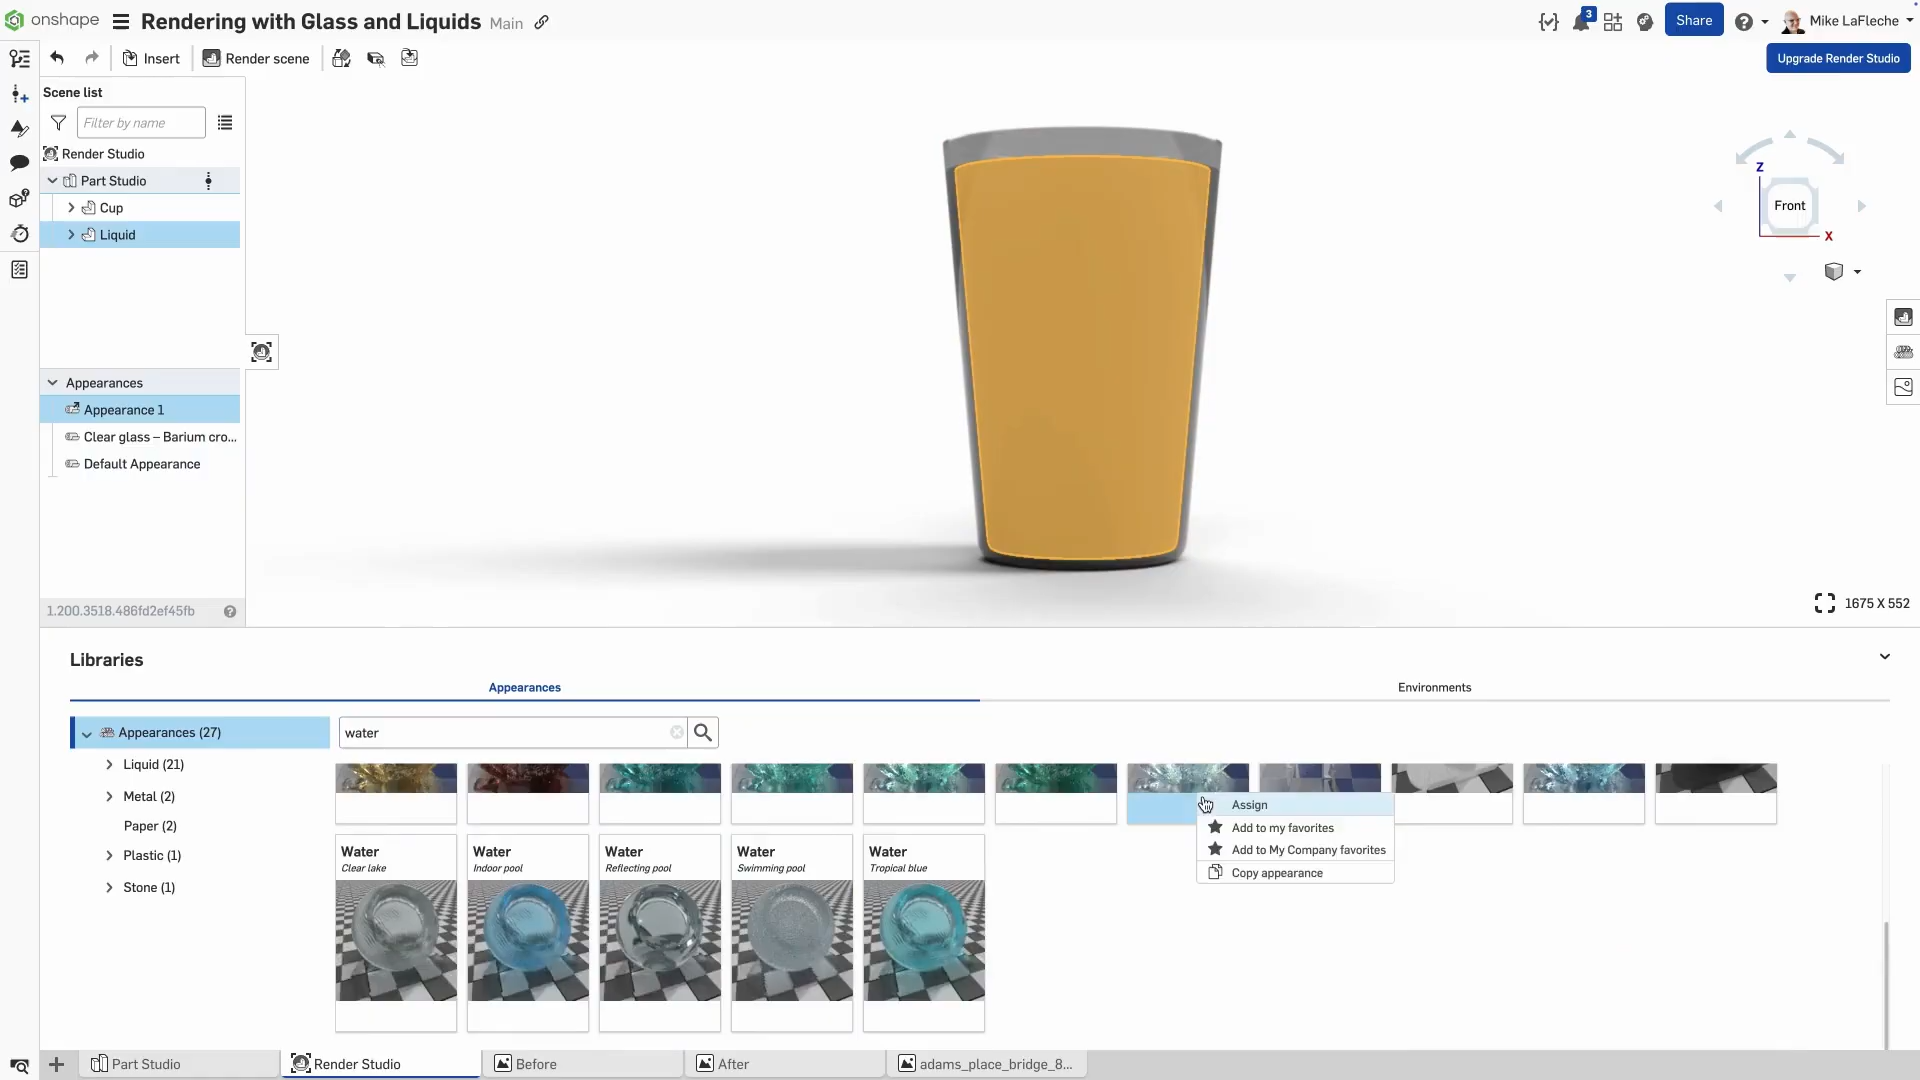 onshape
Rendering with Glass and Liquids Main
3
Share
Mike LaFleche
Insert
Render scene
Upgrade Render Studio
Scene list
Filter by name
Render Studio
Part Studio
Cup
Liquid
Z
Front
X
Appearances
Appearance 1
Clear glass – Barium cro...
Default Appearance
1.200.3518.486fd2ef45fb
1675 X 552
Libraries
Appearances
Environments
Appearances (27)
water
Liquid (21)
Metal (2)
Paper (2)
Plastic (1)
Stone (1)
Assign
Add to my favorites
Add to My Company favorites
Copy appearance
Water
Clear lake
Water
Indoor pool
Water
Reflecting pool
Water
Swimming pool
Water
Tropical blue
Part Studio
Render Studio
Before
After
adams_place_bridge_8...